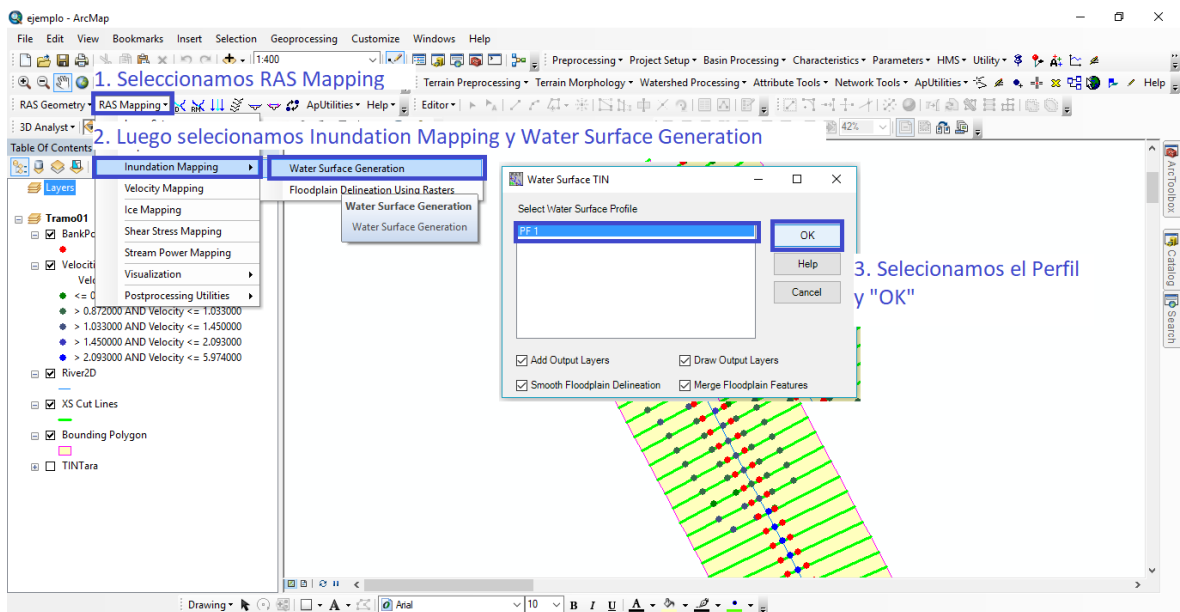 ejemplo - ArcMap
File Edit View Bookmarks Insert Selection Geoprocessing Customize Windows Help
1:400
Preprocessing Project Setup Basin Processing Characteristics Parameters HMS Utility
1. Seleccionamos RAS Mapping
Terrain Preprocessing Terrain Morphology Watershed Processing Attribute Tools Network Tools ApUtilities Help
RAS Geometry RAS Mapping ApUtilities Help Editor
3D Analyst
2. Luego selecionamos Inundation Mapping y Water Surface Generation
42%
Table Of Contents
Layers
Tramo01
BankPo
Velociti
Velo
<= 0
> 0.872000 AND Velocity <= 1.033000
> 1.033000 AND Velocity <= 1.450000
> 1.450000 AND Velocity <= 2.093000
> 2.093000 AND Velocity <= 5.974000
River2D
XS Cut Lines
Bounding Polygon
TINTara
Inundation Mapping
Velocity Mapping
Ice Mapping
Shear Stress Mapping
Stream Power Mapping
Visualization
Postprocessing Utilities
Water Surface Generation
Floodplain Delineation Using Rasters
Water Surface Generation
Water Surface Generation
Water Surface TIN
Select Water Surface Profile
PF 1
OK
Help
Cancel
Add Output Layers
Draw Output Layers
Smooth Floodplain Delineation
Merge Floodplain Features
3. Selecionamos el Perfil
y "OK"
ArcToolbox
Catalog
Search
Drawing A Arial 10 B I U A